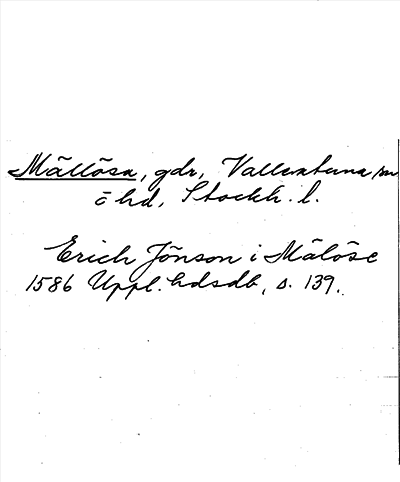 Mällösa, gdr, Vallentuna sn
o hd, Stockh. l.
Erich Jönson i Mälöse
1586 Uppl. hdsdb, s. 139.